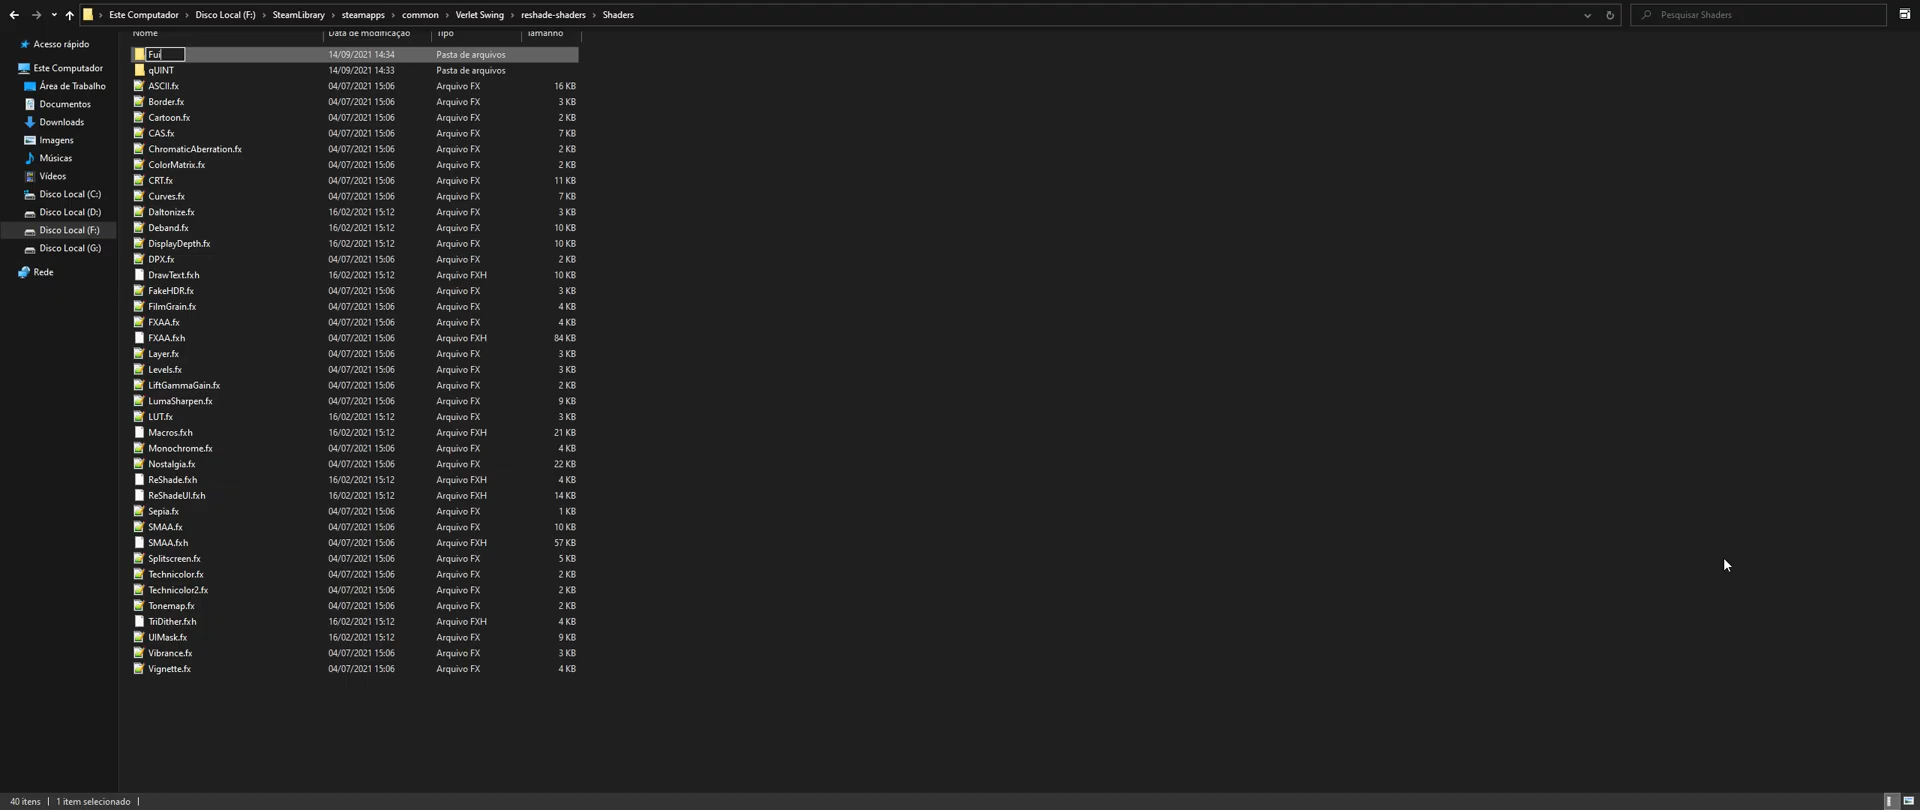 Este Computador › Disco Local (F:) › SteamLibrary › steamapps › common › Verlet Swing › reshade-shaders › Shaders
Pesquisar Shaders
Nome Data de modificação Tipo Tamanho
Acesso rápido
Este Computador
Área de Trabalho
Documentos
Downloads
Imagens
Músicas
Vídeos
Disco Local (C:)
Disco Local (D:)
Disco Local (F:)
Disco Local (G:)
Rede
Fui 14/09/2021 14:34 Pasta de arquivos
qUINT 14/09/2021 14:33 Pasta de arquivos
ASCII.fx 04/07/2021 15:06 Arquivo FX 16 KB
Border.fx 04/07/2021 15:06 Arquivo FX 3 KB
Cartoon.fx 04/07/2021 15:06 Arquivo FX 2 KB
CAS.fx 04/07/2021 15:06 Arquivo FX 7 KB
ChromaticAberration.fx 04/07/2021 15:06 Arquivo FX 2 KB
ColorMatrix.fx 04/07/2021 15:06 Arquivo FX 2 KB
CRT.fx 04/07/2021 15:06 Arquivo FX 11 KB
Curves.fx 04/07/2021 15:06 Arquivo FX 7 KB
Daltonize.fx 16/02/2021 15:12 Arquivo FX 3 KB
Deband.fx 16/02/2021 15:12 Arquivo FX 10 KB
DisplayDepth.fx 16/02/2021 15:12 Arquivo FX 10 KB
DPX.fx 04/07/2021 15:06 Arquivo FX 2 KB
DrawText.fxh 16/02/2021 15:12 Arquivo FXH 10 KB
FakeHDR.fx 04/07/2021 15:06 Arquivo FX 3 KB
FilmGrain.fx 04/07/2021 15:06 Arquivo FX 4 KB
FXAA.fx 04/07/2021 15:06 Arquivo FX 4 KB
FXAA.fxh 04/07/2021 15:06 Arquivo FXH 84 KB
Layer.fx 04/07/2021 15:06 Arquivo FX 3 KB
Levels.fx 04/07/2021 15:06 Arquivo FX 3 KB
LiftGammaGain.fx 04/07/2021 15:06 Arquivo FX 2 KB
LumaSharpen.fx 04/07/2021 15:06 Arquivo FX 9 KB
LUT.fx 16/02/2021 15:12 Arquivo FX 3 KB
Macros.fxh 16/02/2021 15:12 Arquivo FXH 21 KB
Monochrome.fx 04/07/2021 15:06 Arquivo FX 4 KB
Nostalgia.fx 04/07/2021 15:06 Arquivo FX 22 KB
ReShade.fxh 16/02/2021 15:12 Arquivo FXH 4 KB
ReShadeUI.fxh 16/02/2021 15:12 Arquivo FXH 14 KB
Sepia.fx 04/07/2021 15:06 Arquivo FX 1 KB
SMAA.fx 04/07/2021 15:06 Arquivo FX 10 KB
SMAA.fxh 04/07/2021 15:06 Arquivo FXH 57 KB
Splitscreen.fx 04/07/2021 15:06 Arquivo FX 5 KB
Technicolor.fx 04/07/2021 15:06 Arquivo FX 2 KB
Technicolor2.fx 04/07/2021 15:06 Arquivo FX 2 KB
Tonemap.fx 04/07/2021 15:06 Arquivo FX 2 KB
TriDither.fxh 16/02/2021 15:12 Arquivo FXH 4 KB
UIMask.fx 16/02/2021 15:12 Arquivo FX 9 KB
Vibrance.fx 04/07/2021 15:06 Arquivo FX 3 KB
Vignette.fx 04/07/2021 15:06 Arquivo FX 4 KB
40 itens | 1 item selecionado |